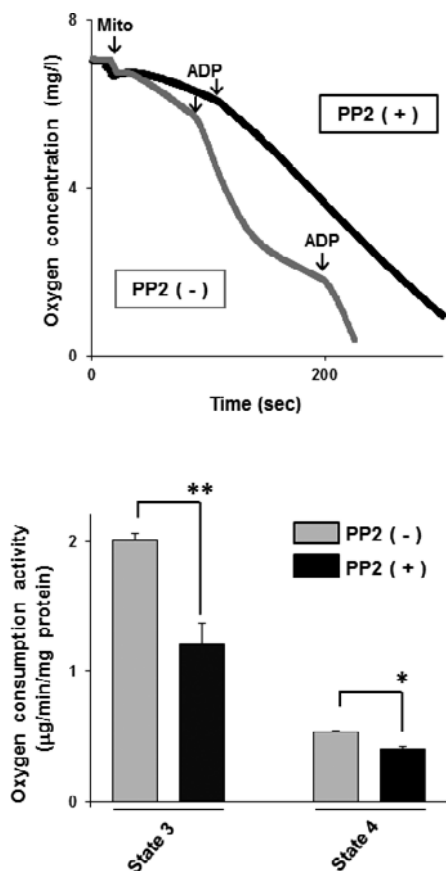 8
Mito
ADP
PP2 ( + )
4
ADP
PP2 ( - )
0
0
200
Oxygen concentration (mg/l)
Time (sec)
**
PP2 ( - )
PP2 ( + )
2
*
1
0
Oxygen consumption activity
(µg/min/mg protein)
State 3
State 4